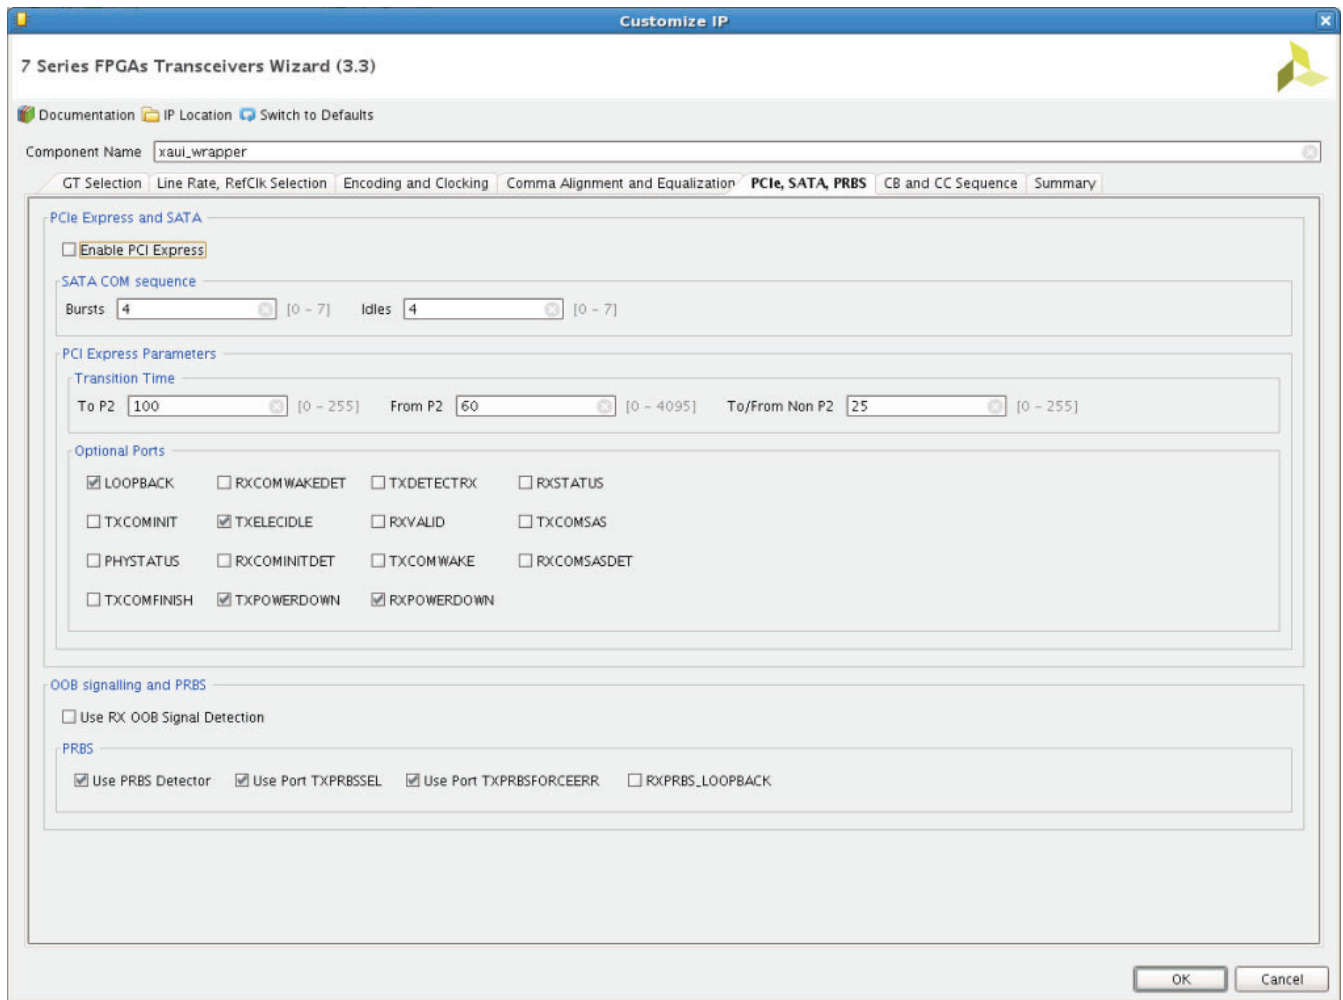 Customize IP
7 Series FPGAs Transceivers Wizard (3.3)
Documentation IP Location Switch to Defaults
Component Name xaui_wrapper
GT Selection Line Rate, RefClk Selection Encoding and Clocking Comma Alignment and Equalization PCIe, SATA, PRBS CB and CC Sequence Summary
PCIe Express and SATA
Enable PCI Express
SATA COM sequence
Bursts 4 [0 - 7] Idles 4 [0 - 7]
PCI Express Parameters
Transition Time
To P2 100 [0 - 255] From P2 60 [0 - 4095] To/From Non P2 25 [0 - 255]
Optional Ports
LOOPBACK RXCOMWAKEDET TXDETECTRX RXSTATUS
TXCOMINIT TXELECIDLE RXVALID TXCOMSAS
PHYSTATUS RXCOMINITDET TXCOMWAKE RXCOMSASDET
TXCOMFINISH TXPOWERDOWN RXPOWERDOWN
OOB signalling and PRBS
Use RX OOB Signal Detection
PRBS
Use PRBS Detector Use Port TXPRBSSEL Use Port TXPRBSFORCEERR RXPRBS_LOOPBACK
OK Cancel